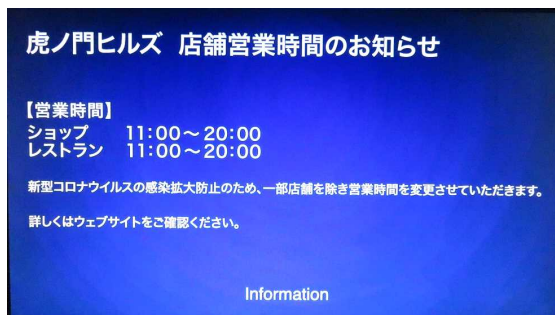 虎ノ門ヒルズ 店舗営業時間のお知らせ
【営業時間】
ショップ 11:00～20:00
レストラン 11:00～20:00
新型コロナウイルスの感染拡大防止のため、一部店舗を除き営業時間を変更させていただきます。
詳しくはウェブサイトをご確認ください。
Information